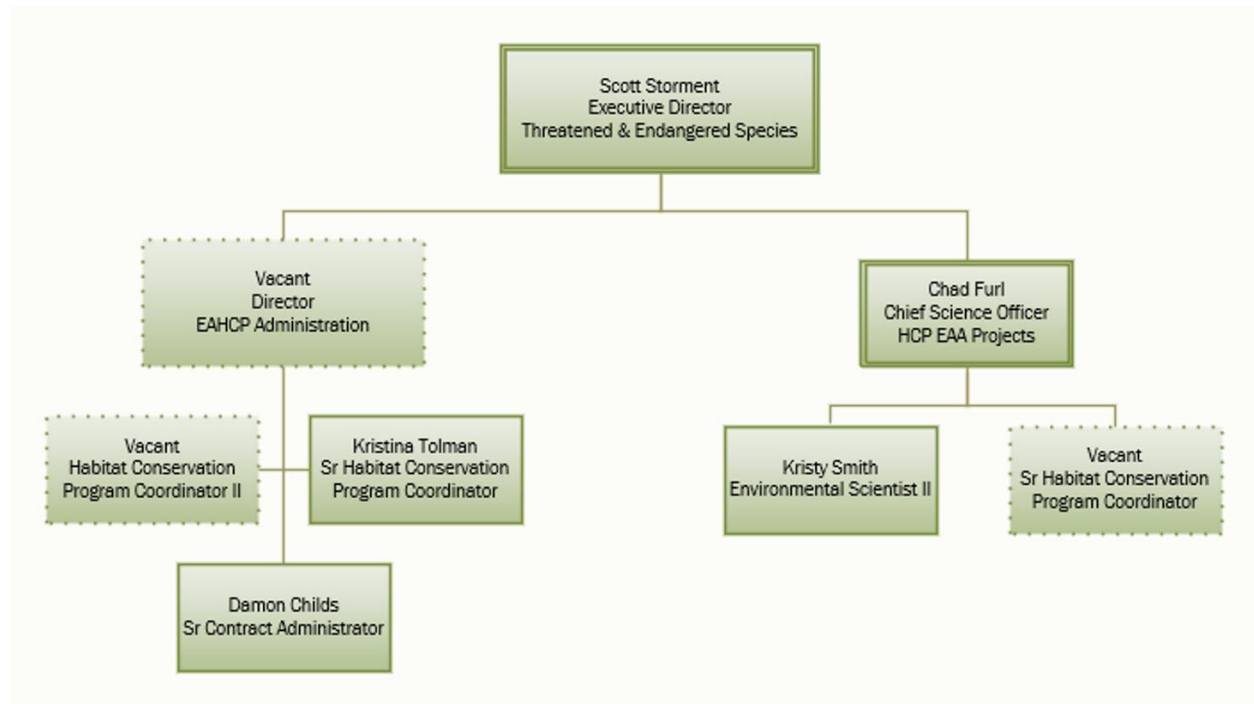 Scott Storment
Executive Director
Threatened & Endangered Species
Vacant
Director
EAHCP Administration
Chad Furl
Chief Science Officer
HCP EAA Projects
Vacant
Habitat Conservation
Program Coordinator II
Kristina Tolman
Sr Habitat Conservation
Program Coordinator
Kristy Smith
Environmental Scientist II
Vacant
Sr Habitat Conservation
Program Coordinator
Damon Childs
Sr Contract Administrator